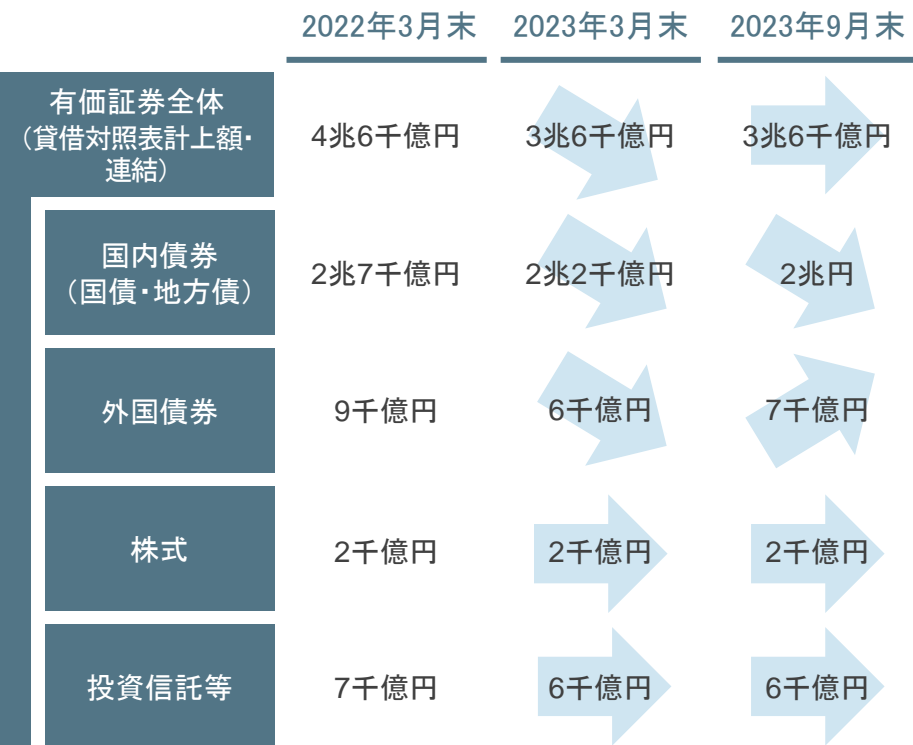 2022年3月末 2023年3月末 2023年9月末
有価証券全体
（貸借対照表計上額・
連結）
4兆6千億円 3兆6千億円 3兆6千億円
国内債券
（国債・地方債）
2兆7千億円 2兆2千億円 2兆円
外国債券 9千億円 6千億円 7千億円
株式 2千億円 2千億円 2千億円
投資信託等 7千億円 6千億円 6千億円